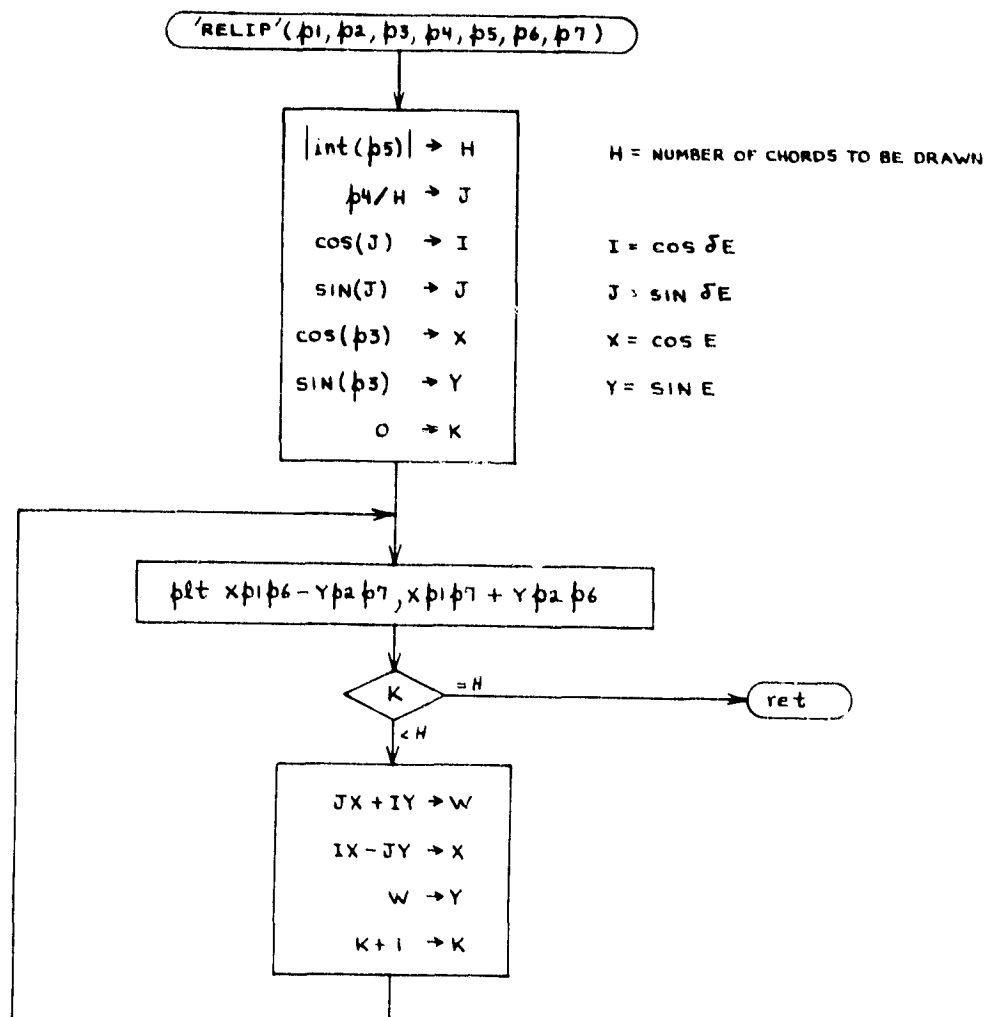 'RELIP'(p1, p2, p3, p4, p5, p6, p7)
|int(p5)| → H
H = NUMBER OF CHORDS TO BE DRAWN
p4/H → J
cos(J) → I
I = COS δE
SIN(J) → J
J = SIN δE
cos(p3) → X
X = COS E
SIN(p3) → Y
Y = SIN E
0 → K
plt Xp1p6 - Yp2p7, Xp1p7 + Yp2p6
K
= H
ret
< H
JX + IY → W
IX - JY → X
W → Y
K + 1 → K